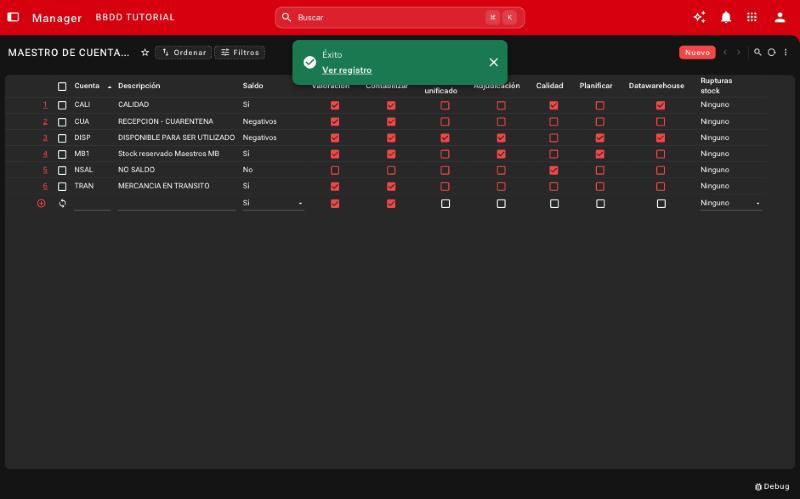 Manager BBDD TUTORIAL Buscar ⌘ K
MAESTRO DE CUENTA... Ordenar Filtros Nuevo
Éxito
Ver registro
Cuenta Descripción Saldo Valoración Contabilizar unificado Adjudicación Calidad Planificar Datawarehouse Rupturas stock
1 CALI CALIDAD Sí Ninguno
2 CUA RECEPCION - CUARENTENA Negativos Ninguno
3 DISP DISPONIBLE PARA SER UTILIZADO Negativos Ninguno
4 MB1 Stock reservado Maestros MB Sí Ninguno
5 NSAL NO SALDO No Ninguno
6 TRAN MERCANCIA EN TRANSITO Sí Ninguno
Sí Ninguno
Debug